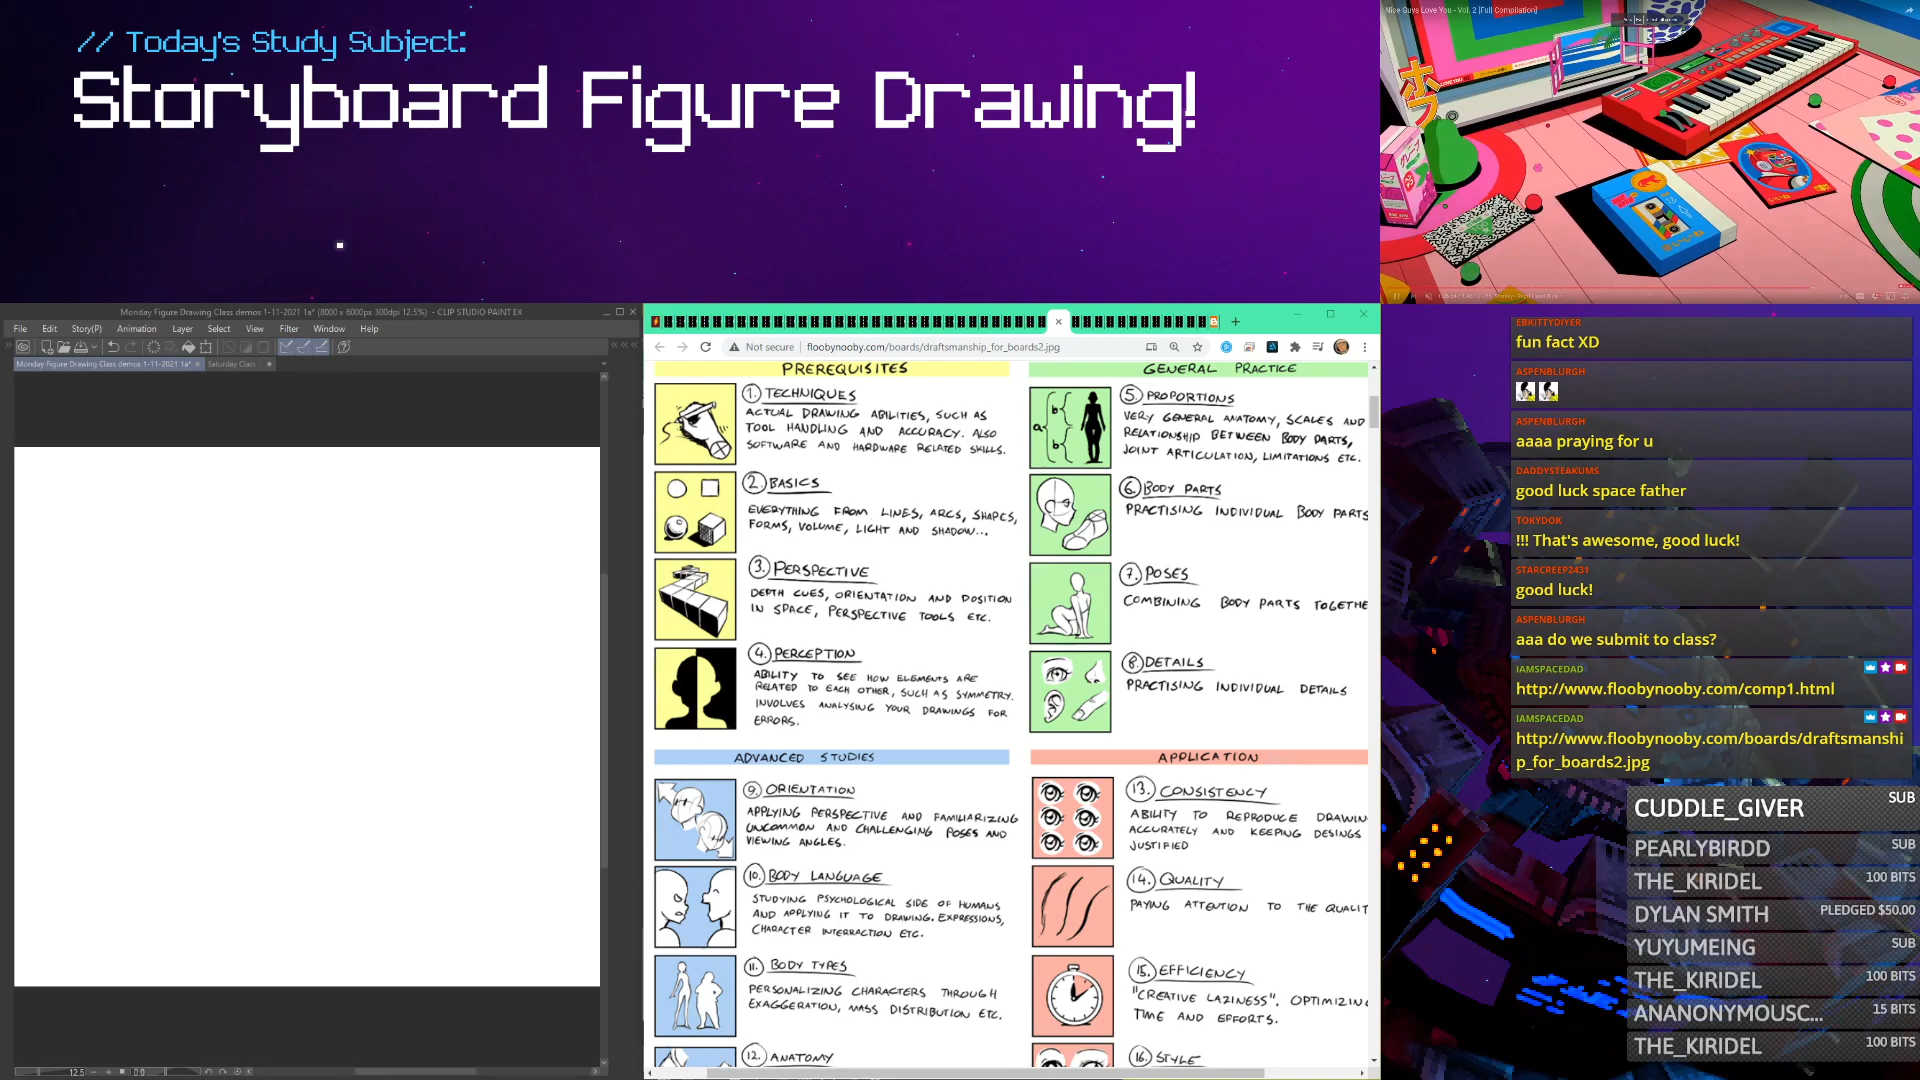 // Today's Study Subject:
Storyboard Figure Drawing!
Nice Guys Love You - Vol. 2 [Full Compilation]
Monday Figure Drawing Class demos 1-11-2021 1a* (8000 x 6000px 300dpi 12.5%) - CLIP STUDIO PAINT EX
File Edit Story(P) Animation Layer Select View Filter Window Help
Monday Figure Drawing Class demos 1-11-2021 1a*
Saturday Class
12.5
0.0
Not secure
floobynooby.com/boards/draftsmanship_for_boards2.jpg
PREREQUISITES
1. TECHNIQUES
ACTUAL DRAWING ABILITIES, SUCH AS
TOOL HANDLING AND ACCURACY. ALSO
SOFTWARE AND HARDWARE RELATED SKILLS.
2. BASICS
EVERYTHING FROM LINES, ARCS, SHAPES,
FORMS, VOLUME, LIGHT AND SHADOW...
3. PERSPECTIVE
DEPTH CUES, ORIENTATION AND POSITION
IN SPACE, PERSPECTIVE TOOLS ETC.
4. PERCEPTION
ABILITY TO SEE HOW ELEMENTS ARE
RELATED TO EACH OTHER, SUCH AS SYMMETRY.
INVOLVES ANALYSING YOUR DRAWINGS FOR
ERRORS.
GENERAL PRACTICE
a b b
5. PROPORTIONS
VERY GENERAL ANATOMY, SCALES AND
RELATIONSHIP BETWEEN BODY PARTS,
JOINT ARTICULATION, LIMITATIONS ETC.
6. BODY PARTS
PRACTISING INDIVIDUAL BODY PARTS
7. POSES
COMBINING BODY PARTS TOGETHE
8. DETAILS
PRACTISING INDIVIDUAL DETAILS
ADVANCED STUDIES
9. ORIENTATION
APPLYING PERSPECTIVE AND FAMILIARIZING
UNCOMMON AND CHALLENGING POSES AND
VIEWING ANGLES.
10. BODY LANGUAGE
STUDYING PSYCHOLOGICAL SIDE OF HUMANS
AND APPLYING IT TO DRAWING. EXPRESSIONS,
CHARACTER INTERRACTION ETC.
11. BODY TYPES
PERSONALIZING CHARACTERS THROUGH
EXAGGERATION, MASS DISTRIBUTION ETC.
12. ANATOMY
APPLICATION
13. CONSISTENCY
ABILITY TO REPRODUCE DRAWIN
ACCURATELY AND KEEPING DESINGS
JUSTIFIED
14. QUALITY
PAYING ATTENTION TO THE QUALIT
15. EFFICIENCY
"CREATIVE LAZINESS", OPTIMIZING
TIME AND EFFORTS.
16. STYLE
EBKITTYDIYER
fun fact XD
ASPENBLURGH
ASPENBLURGH
aaaa praying for u
DADDYSTEAKUMS
good luck space father
TOKYDOK
!!! That's awesome, good luck!
STARCREEP2431
good luck!
ASPENBLURGH
aaa do we submit to class?
IAMSPACEDAD
http://www.floobynooby.com/comp1.html
IAMSPACEDAD
http://www.floobynooby.com/boards/draftsmanshi
p_for_boards2.jpg
CUDDLE_GIVER SUB
PEARLYBIRDD SUB
THE_KIRIDEL 100 BITS
DYLAN SMITH PLEDGED $50.00
YUYUMEING SUB
THE_KIRIDEL 100 BITS
ANANONYMOUSC... 15 BITS
THE_KIRIDEL 100 BITS